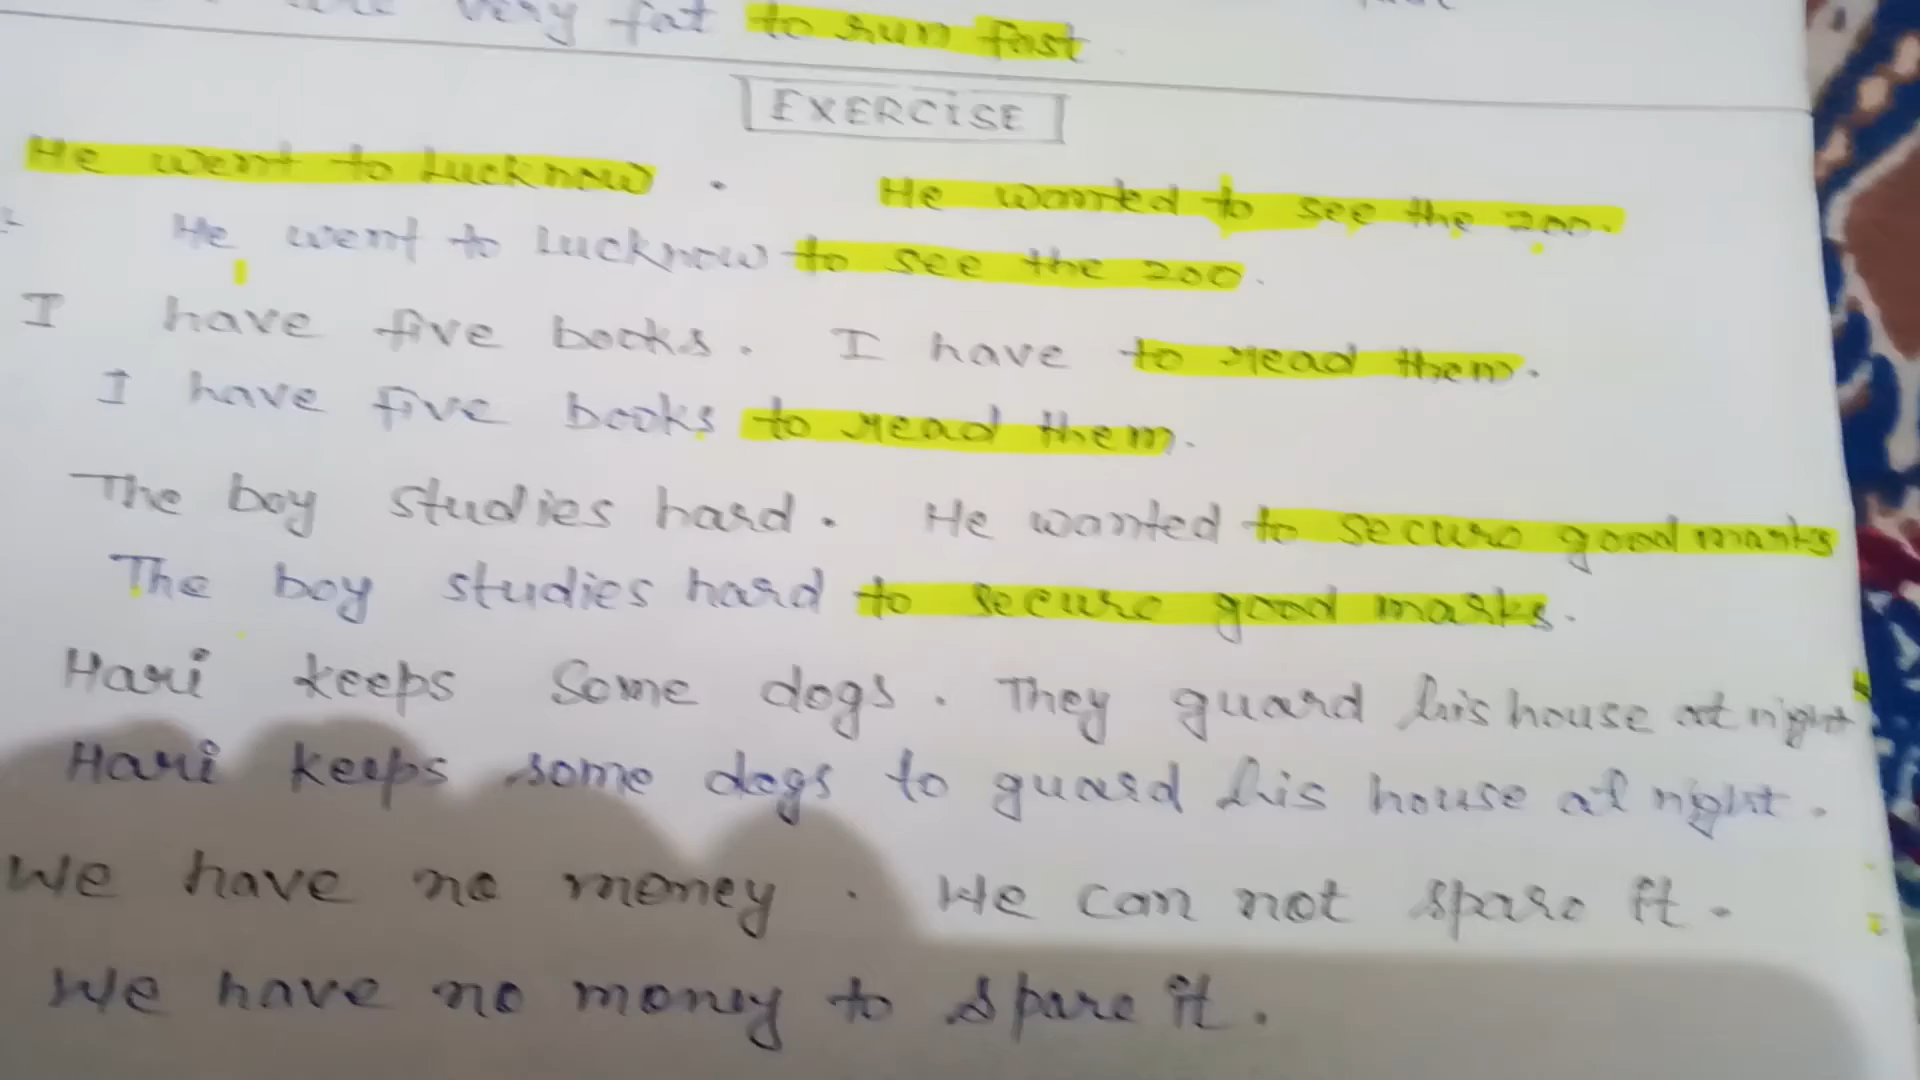 very fat to run fast
EXERCISE
He went to Lucknow. He wanted to see the zoo.
He went to Lucknow to see the zoo.
I have five books. I have to read them.
I have five books to read them.
The boy studies hard. He wanted to secure good marks
The boy studies hard to secure good marks.
Hari keeps some dogs. They guard his house at night
Hari keeps some dogs to guard his house at night.
We have no money. We can not spare it.
We have no money to spare it.